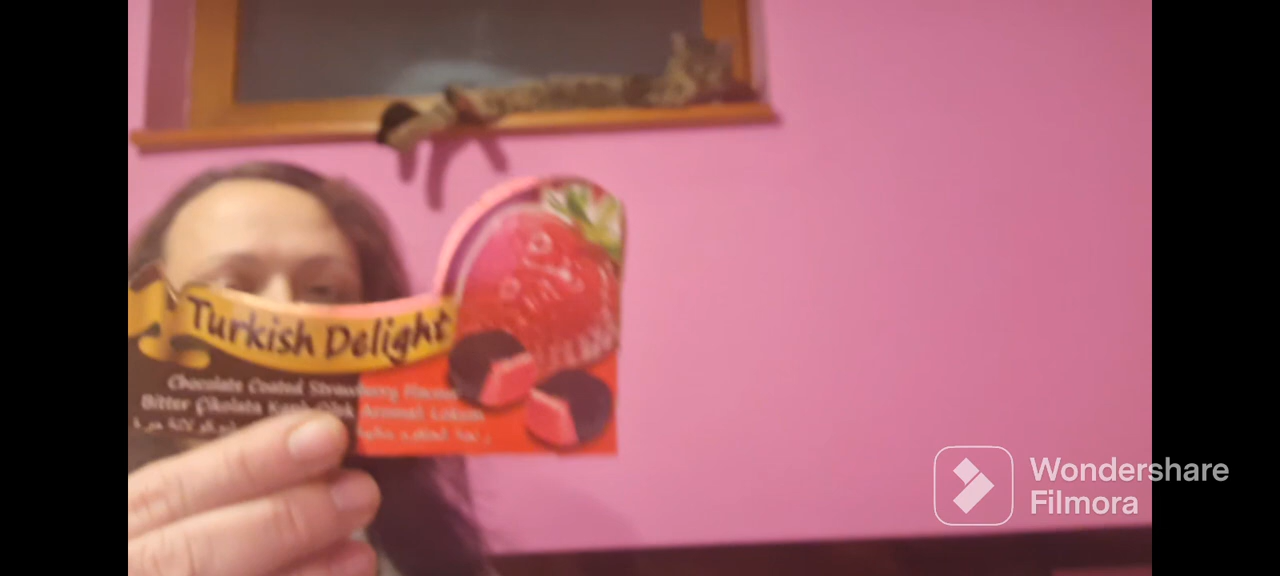 Turkish Delight
Chocolate Coated Strawberry Flavour
Bitter Çikolata Kaplı Çilek Aromalı Lokum
Wondershare
Filmora